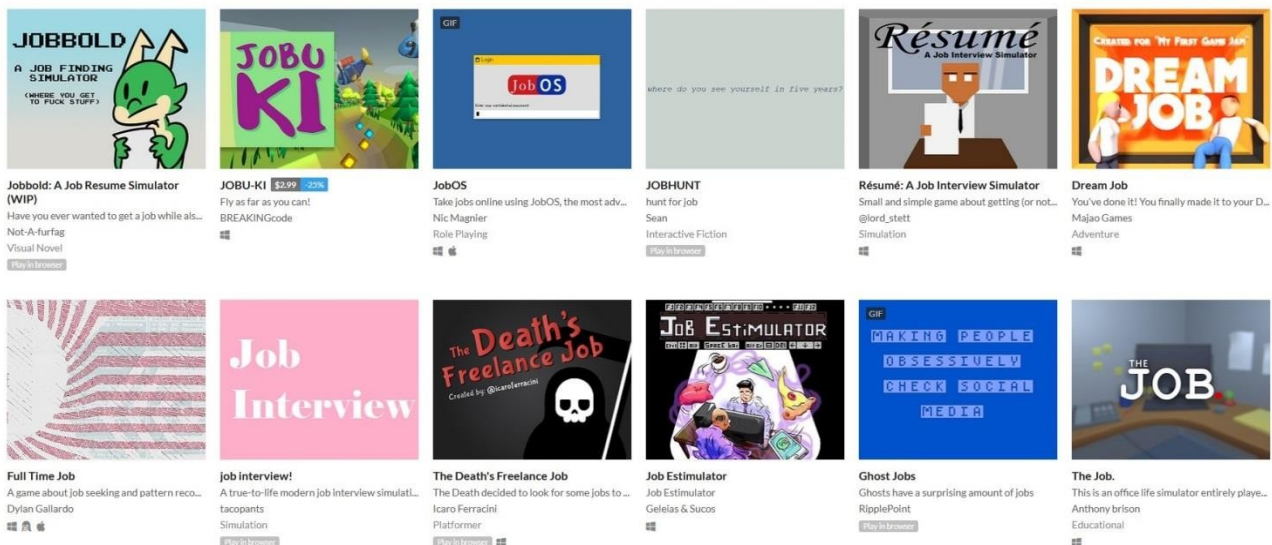 JOBBOLD
A JOB FINDING
SIMULATOR
(WHERE YOU GET
TO FUCK STUFF)
Jobbold: A Job Resume Simulator
(WIP)
Have you ever wanted to get a job while als...
Not-A-furfag
Visual Novel
Play in browser
JOBU
KI
JOBU-KI $2.99 -25%
Fly as far as you can!
BREAKINGcode
GIF
Login
Job OS
JobOS
Take jobs online using JobOS, the most adv...
Nic Magnier
Role Playing
where do you see yourself in five years?
JOBHUNT
hunt for job
Sean
Interactive Fiction
Play in browser
Résumé
A Job Interview Simulator
Résumé: A Job Interview Simulator
Small and simple game about getting (or not...
@lord_stett
Simulation
CREATED FOR "MY FIRST GAME JAM"
DREAM
JOB
Dream Job
You've done it! You finally made it to your D...
Majao Games
Adventure
Full Time Job
A game about job seeking and pattern reco...
Dylan Gallardo
Job
Interview
job interview!
A true-to-life modern job interview simulati...
tacopants
Simulation
Play in browser
The Death's
Freelance Job
Created by: @icaroferracini
The Death's Freelance Job
The Death decided to look for some jobs to ...
Icaro Ferracini
Platformer
Play in browser
JOB ESTIMULATOR
Job Estimulator
Job Estimulator
Geleias & Sucos
GIF
MAKING PEOPLE
OBSESSIVELY
CHECK SOCIAL
MEDIA
Ghost Jobs
Ghosts have a surprising amount of jobs
RipplePoint
Play in browser
THE
JOB.
The Job.
This is an office life simulator entirely playe...
Anthony brison
Educational